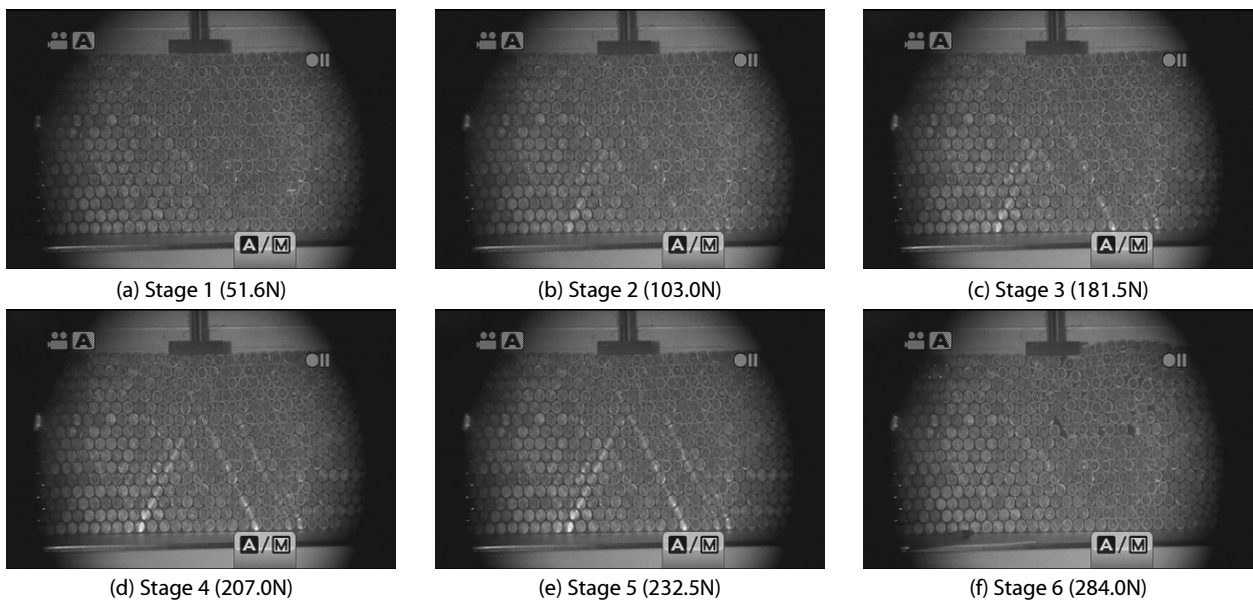 A
A/M
A
A/M
A
A/M
(a) Stage 1 (51.6N)
(b) Stage 2 (103.0N)
(c) Stage 3 (181.5N)
A
A/M
A
A/M
A
A/M
(d) Stage 4 (207.0N)
(e) Stage 5 (232.5N)
(f) Stage 6 (284.0N)